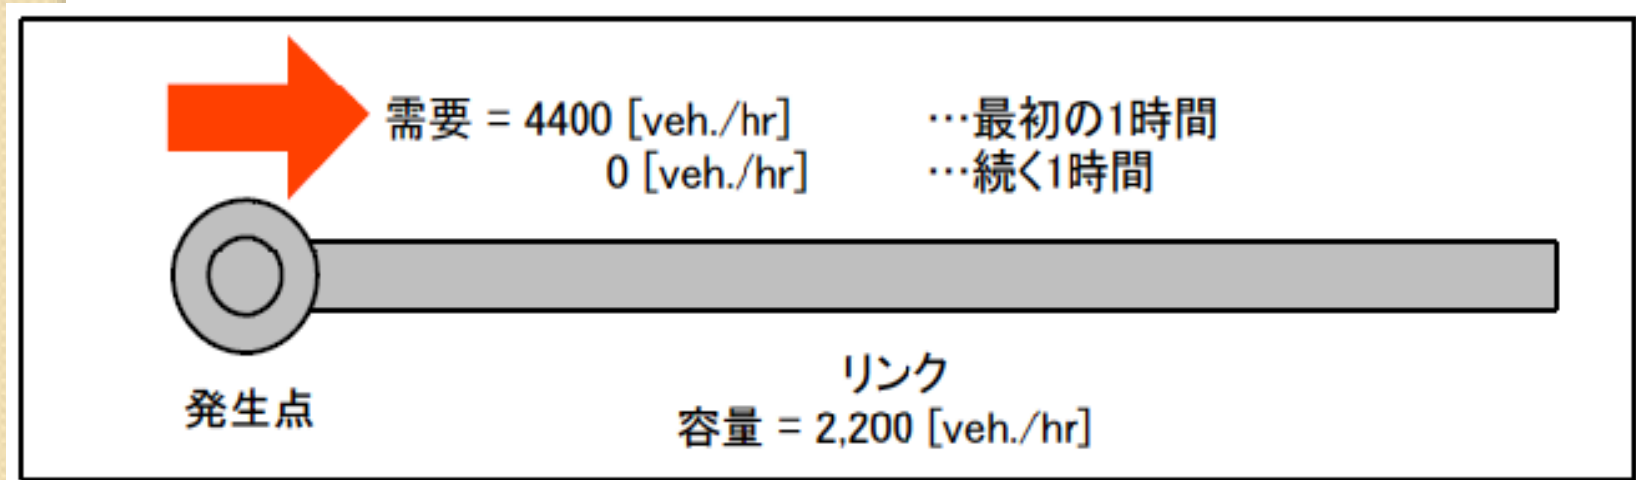 需要 = 4400 [veh./hr] …最初の1時間
0 [veh./hr] …続く1時間
発生点
リンク
容量 = 2,200 [veh./hr]